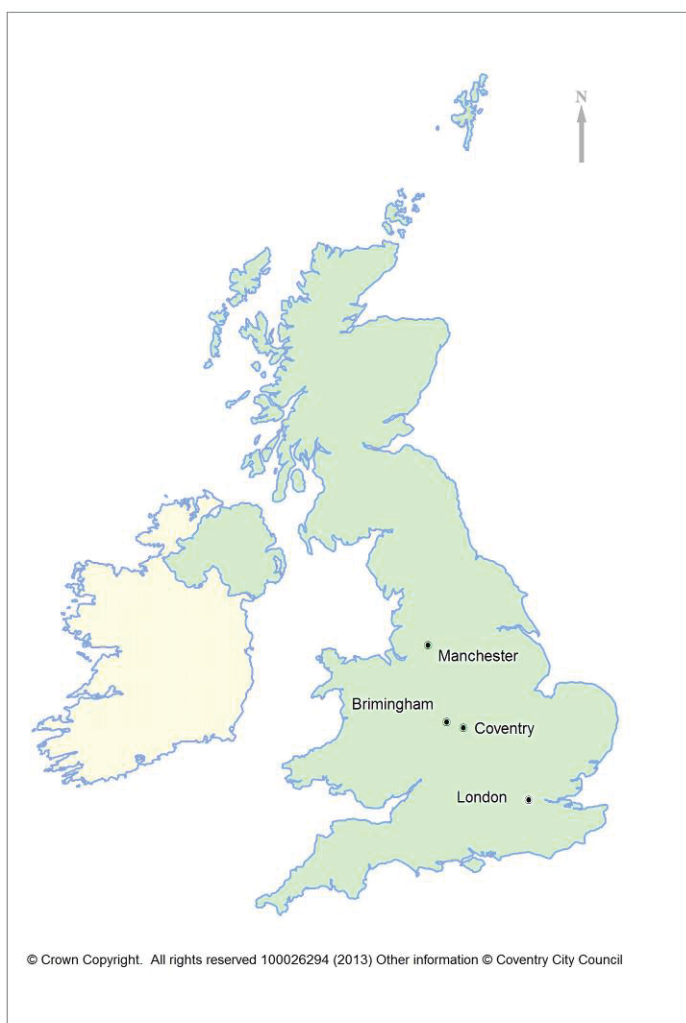 N
Manchester
Brimingham
Coventry
London
© Crown Copyright.  All rights reserved 100026294 (2013) Other information © Coventry City Council